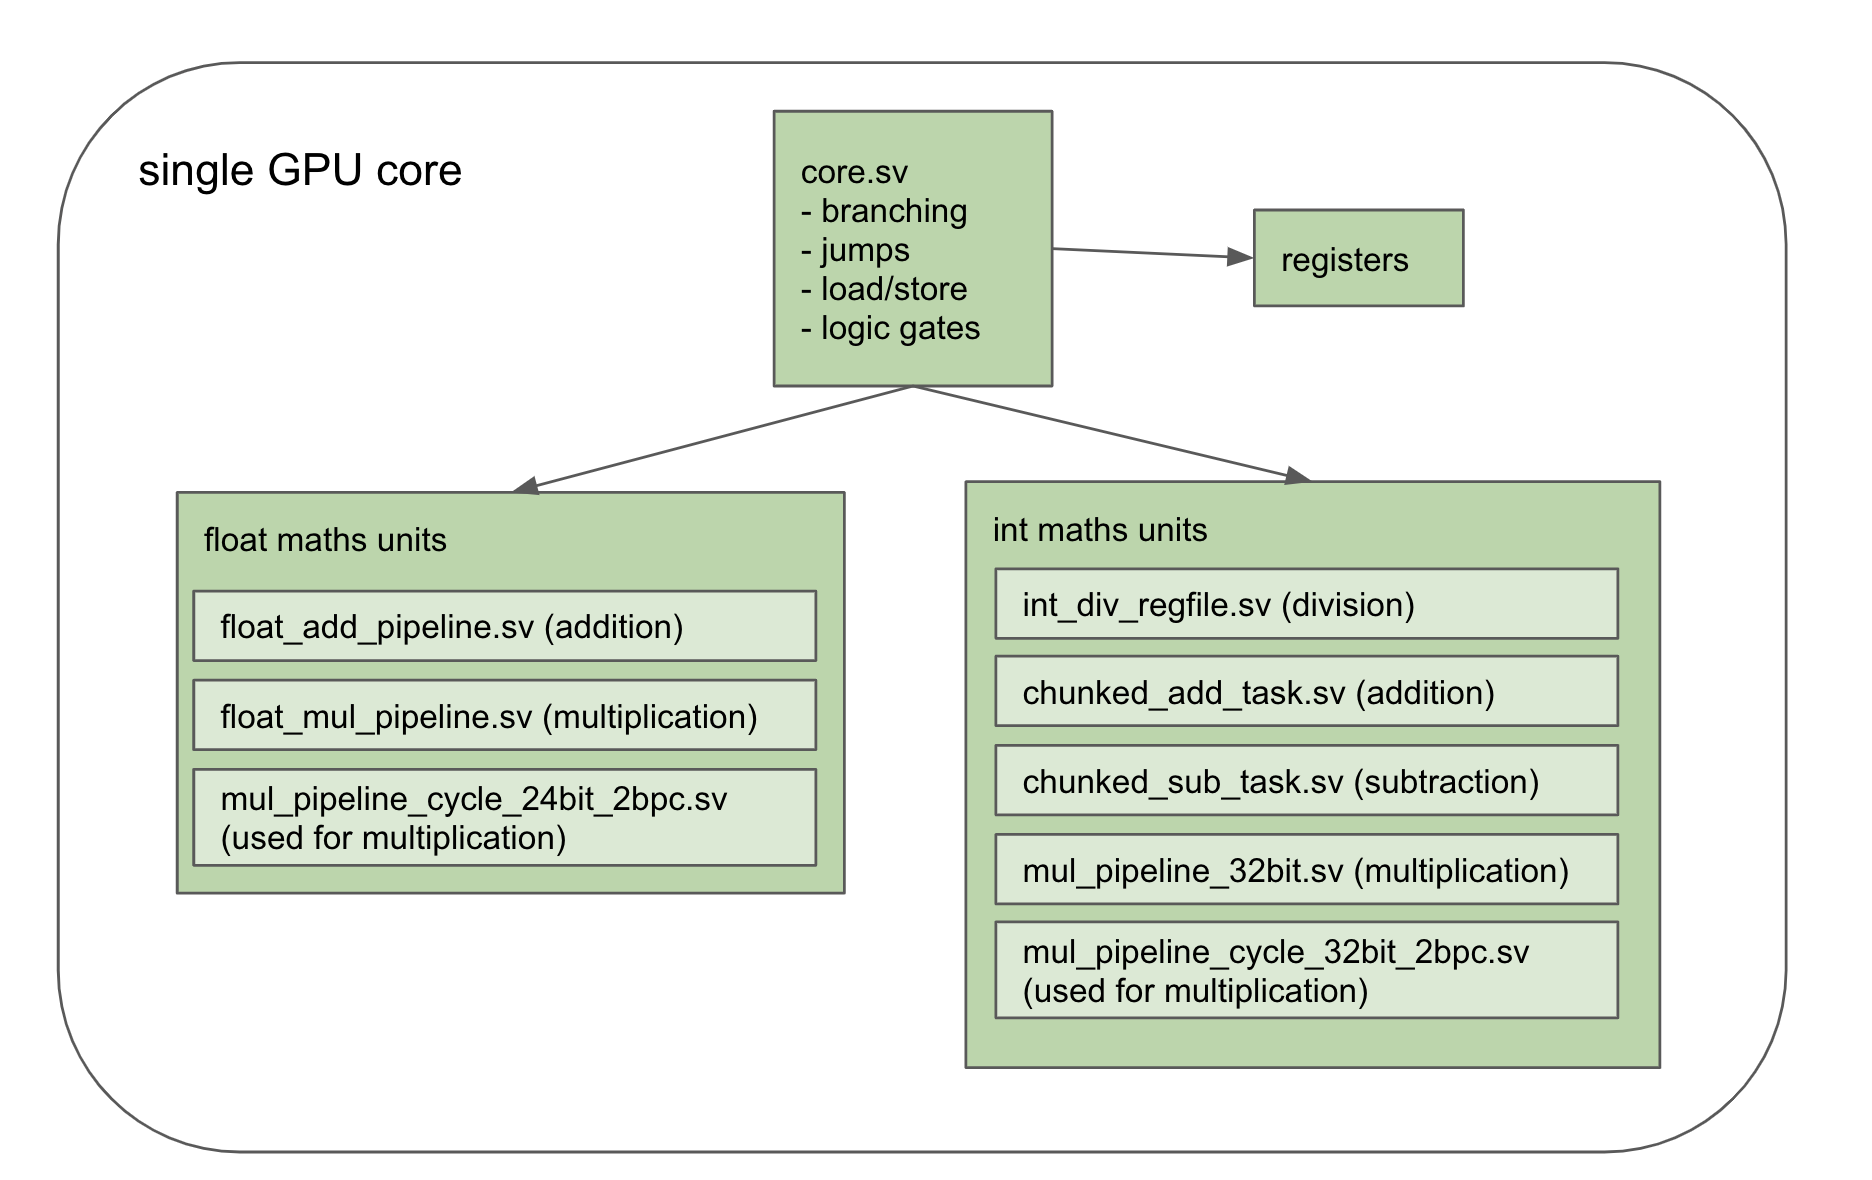 single GPU core
core.sv
- branching
- jumps
- load/store
- logic gates
registers
float maths units
float_add_pipeline.sv (addition)
float_mul_pipeline.sv (multiplication)
mul_pipeline_cycle_24bit_2bpc.sv
(used for multiplication)
int maths units
int_div_regfile.sv (division)
chunked_add_task.sv (addition)
chunked_sub_task.sv (subtraction)
mul_pipeline_32bit.sv (multiplication)
mul_pipeline_cycle_32bit_2bpc.sv
(used for multiplication)